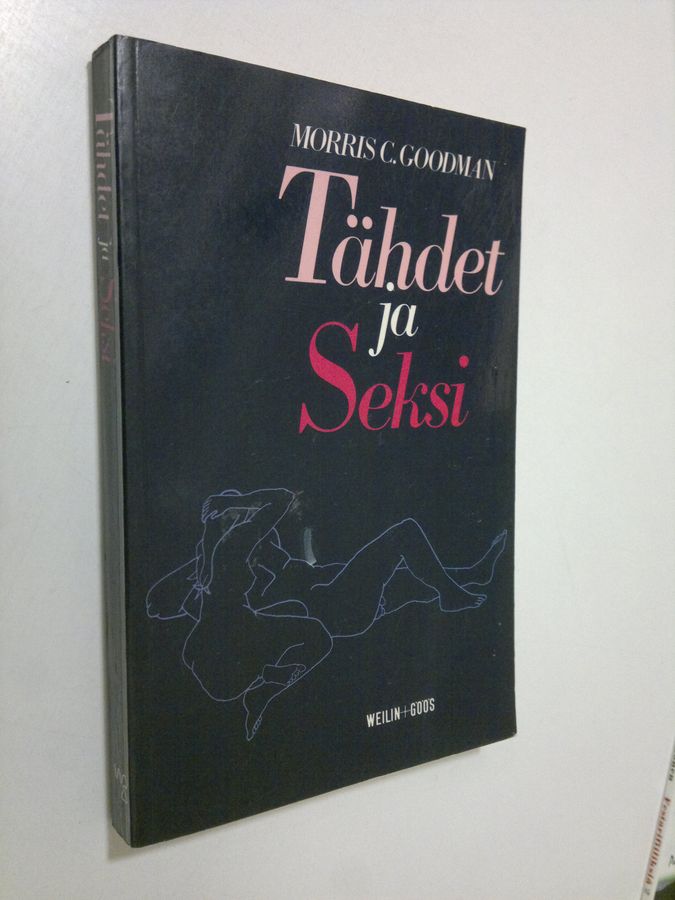 MORRIS C. GOODMAN
Tähdet
ja
Seksi
WEILIN+GÖÖS
Tähdet ja Seksi